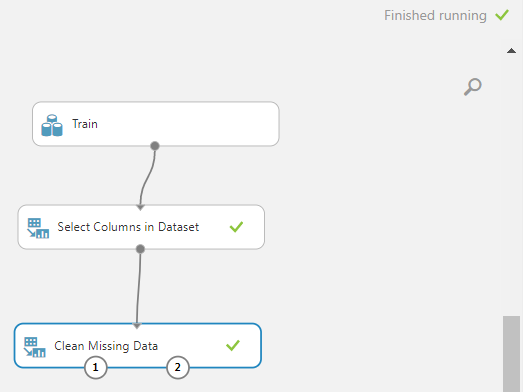 Finished running
Train
Select Columns in Dataset
Clean Missing Data
1 2